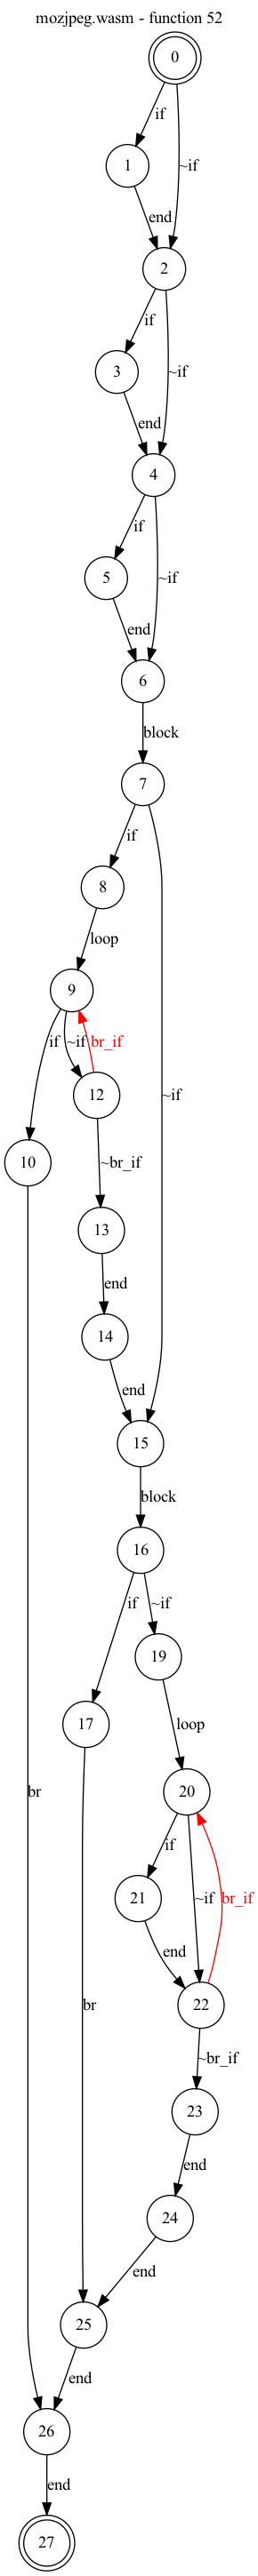 mozjpeg.wasm - function 52
0
if
1
~if
end
2
if
3
~if
end
4
if
5
~if
end
6
block
7
if
8
loop
9
if
~if
br_if
12
~if
10
~br_if
13
end
14
end
15
block
16
if
~if
19
17
loop
br
20
if
21
~if
br_if
end
22
br
~br_if
23
end
24
end
25
end
26
end
27